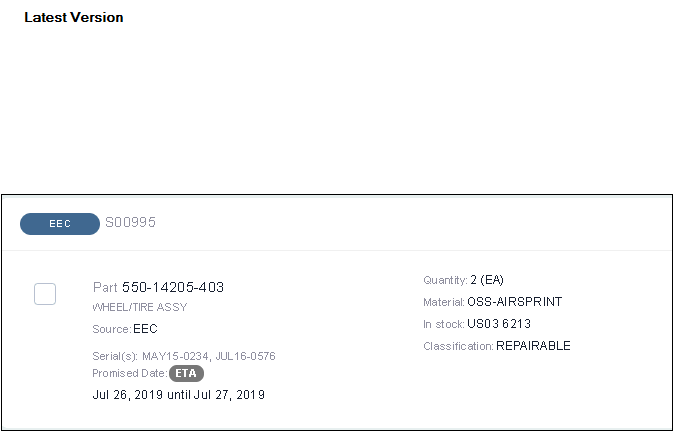 Latest Version
EEC S00995
Part 550-14205-403
WHEEL/TIRE ASSY
Source: EEC
Serial(s): MAY15-0234, JUL16-0576
Promised Date: ETA
Jul 26, 2019 until Jul 27, 2019
Quantity: 2 (EA)
Material: OSS-AIRSPRINT
In stock: US03 6213
Classification: REPAIRABLE